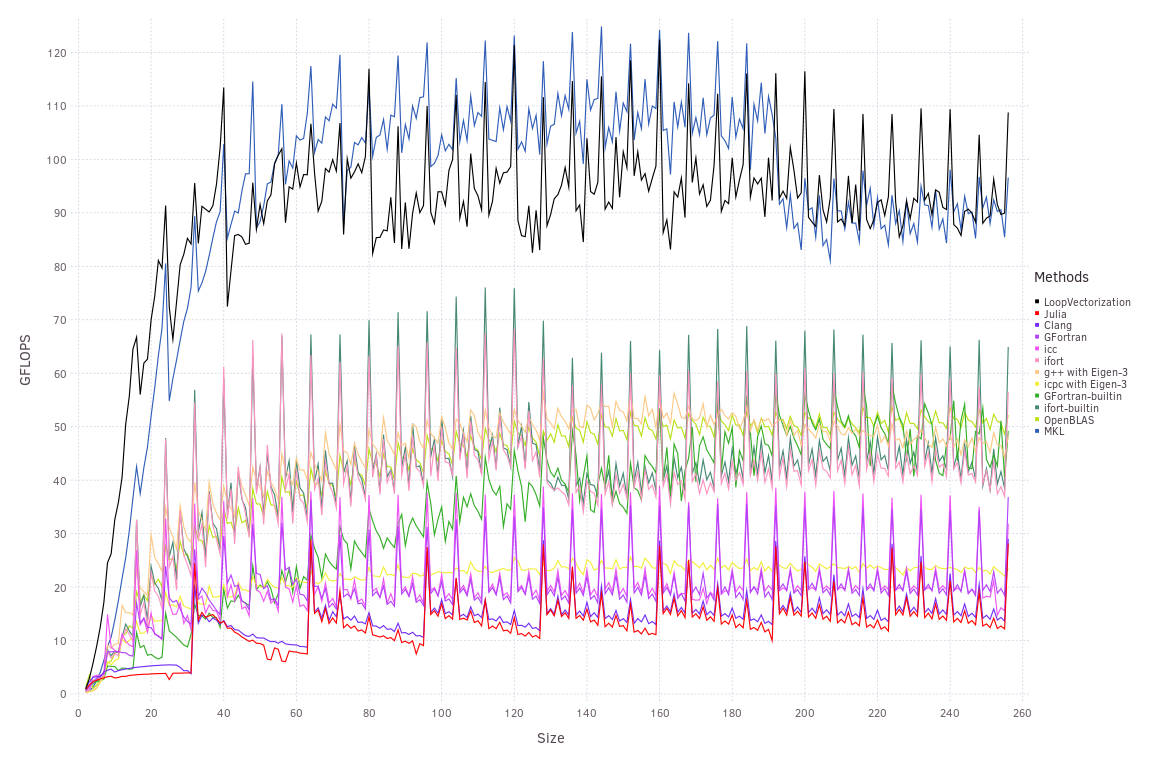 120
110
100
90
80
70
60
50
40
30
20
10
0
GFLOPS
0 20 40 60 80 100 120 140 160 180 200 220 240 260
Size
Methods
LoopVectorization
Julia
Clang
GFortran
icc
ifort
g++ with Eigen-3
icpc with Eigen-3
GFortran-builtin
ifort-builtin
OpenBLAS
MKL